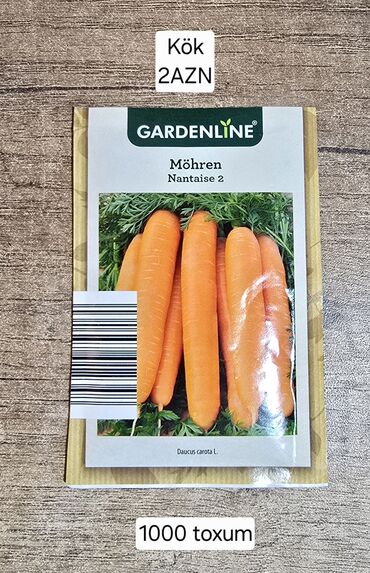 Kök
2AZN
GARDENLINE®
Möhren
Nantaise 2
Daucus carota L.
1000 toxum